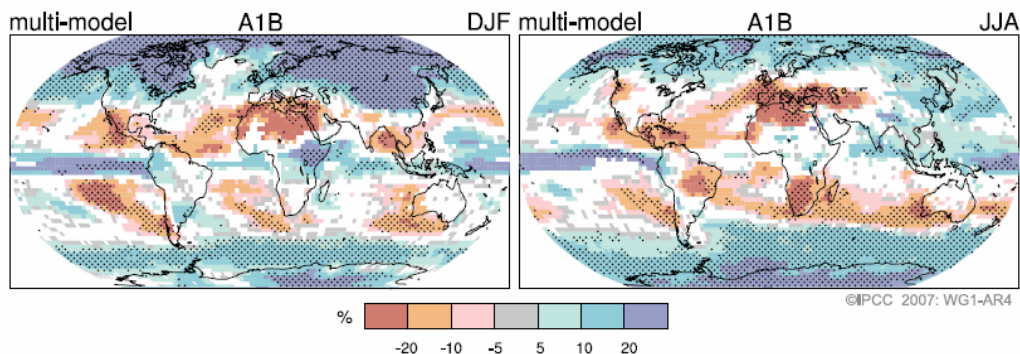 multi-model A1B DJF
multi-model A1B JJA
©IPCC 2007: WG1-AR4
%
-20 -10 -5 5 10 20